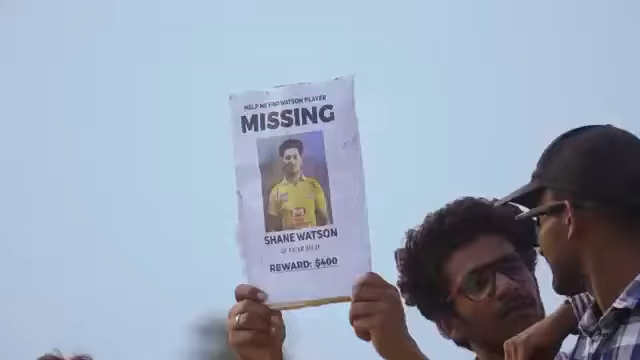 HELP ME FIND WATSON PLAYER
MISSING
SHANE WATSON
REWARD: $400